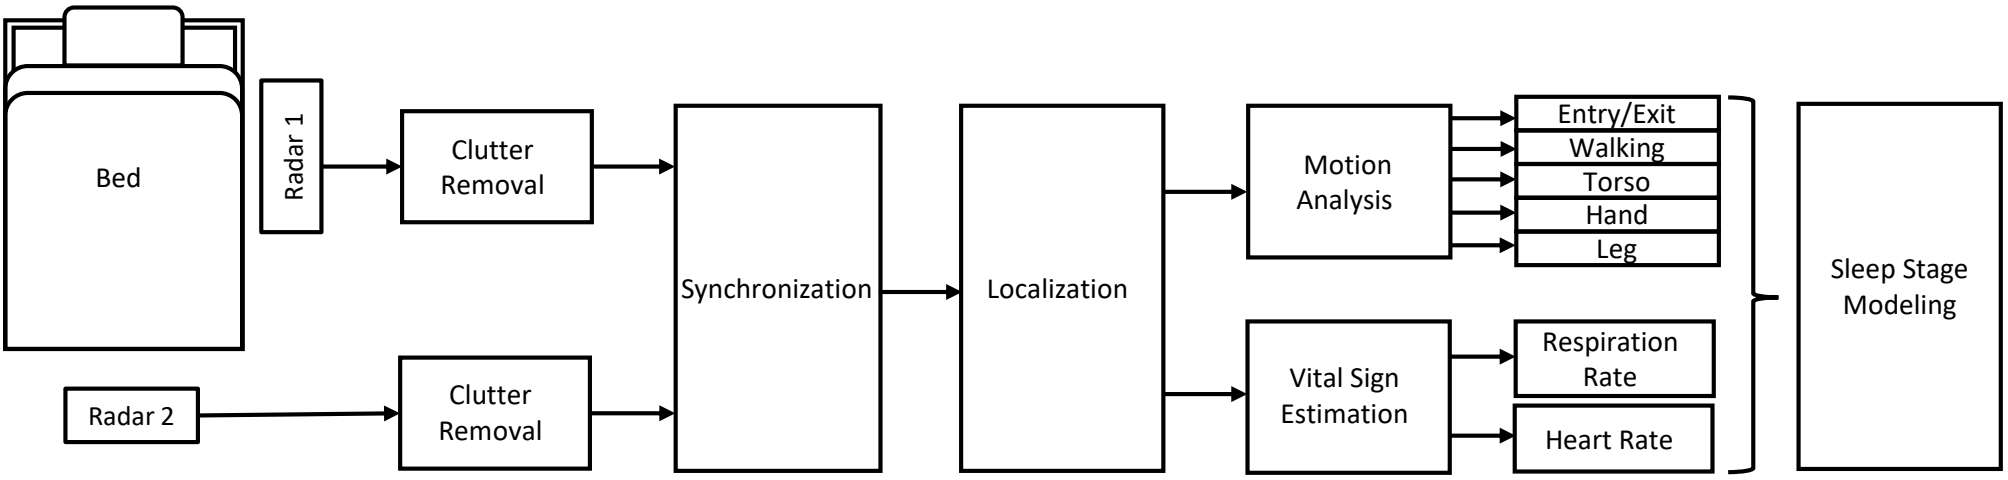 Bed
Radar 1
Radar 2
Clutter
Removal
Clutter
Removal
Synchronization
Localization
Motion
Analysis
Vital Sign
Estimation
Entry/Exit
Walking
Torso
Hand
Leg
Respiration
Rate
Heart Rate
Sleep Stage
Modeling